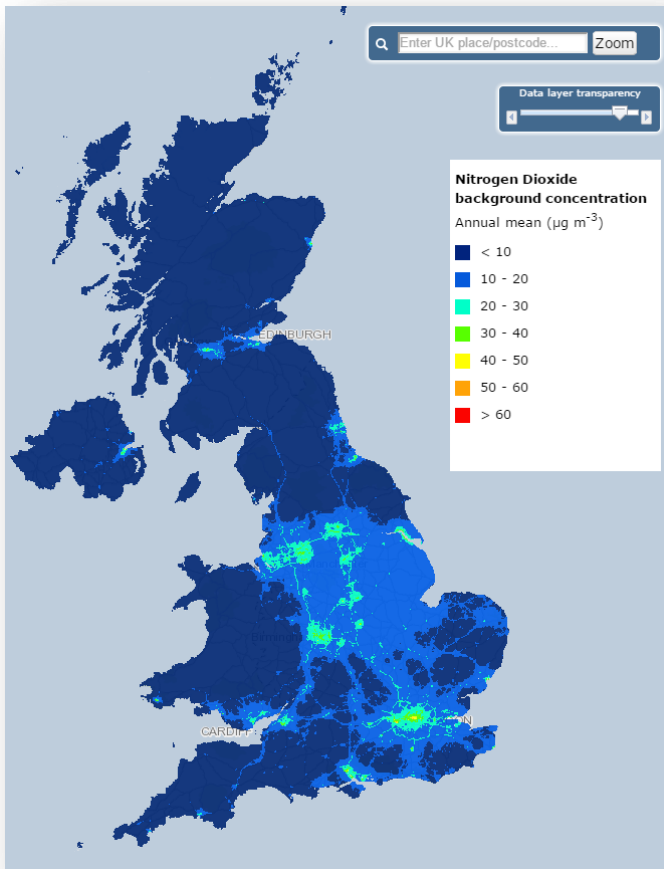 Enter UK place/postcode...
Zoom
Data layer transparency
Nitrogen Dioxide
background concentration
Annual mean (µg m-3)
< 10
10 - 20
20 - 30
30 - 40
40 - 50
50 - 60
> 60
EDINBURGH
CARDIFF